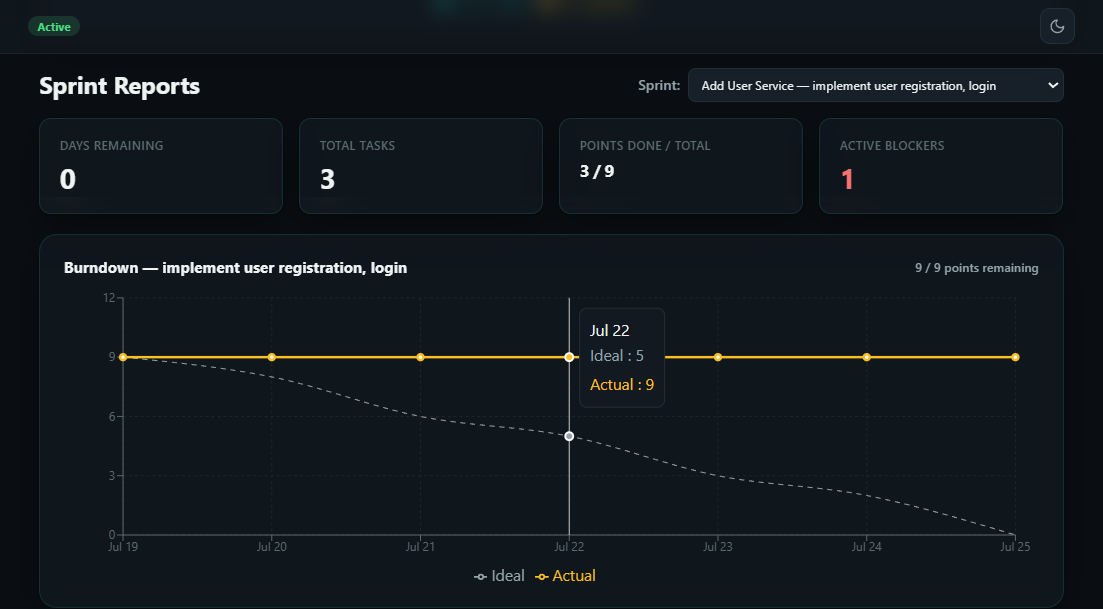 Active
Sprint Reports
Sprint: Add User Service — implement user registration, login
DAYS REMAINING
0
TOTAL TASKS
3
POINTS DONE / TOTAL
3 / 9
ACTIVE BLOCKERS
1
Burndown — implement user registration, login
9 / 9 points remaining
12
9
6
3
0
Jul 22
Ideal : 5
Actual : 9
Jul 19 Jul 20 Jul 21 Jul 22 Jul 23 Jul 24 Jul 25
Ideal Actual